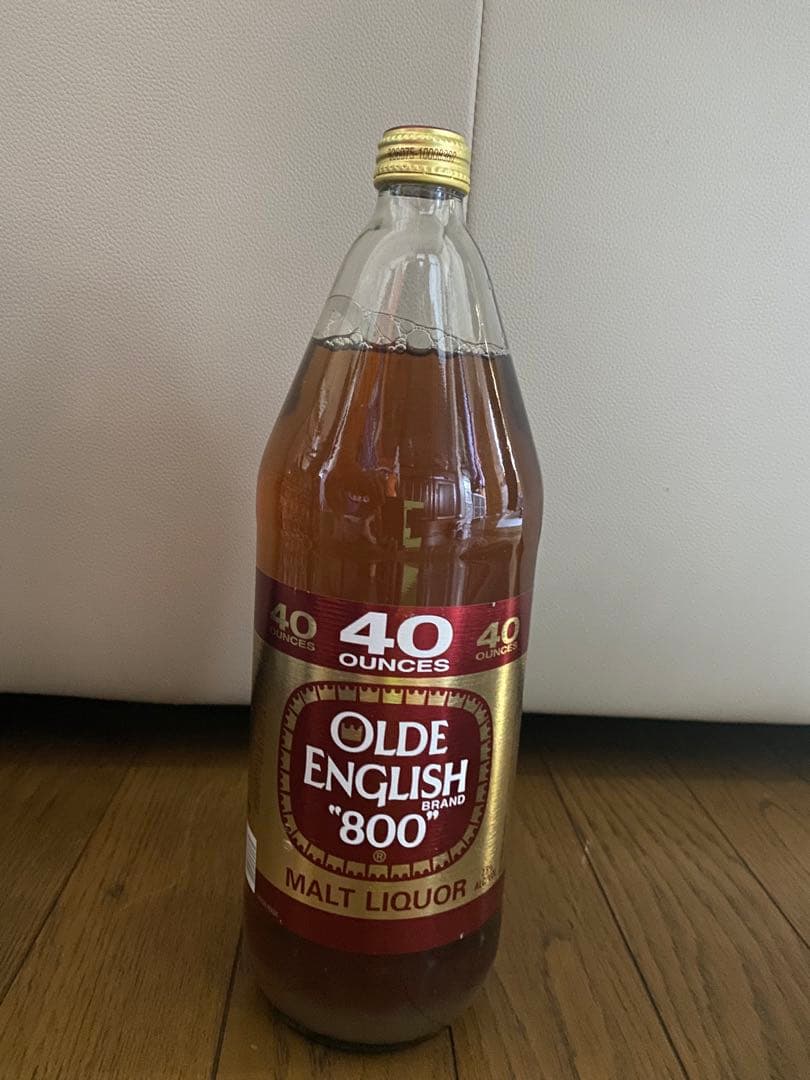 40
OUNCES
40
OUNCES
40
OUNCES
OLDE
ENGLISH
BRAND
"800"
®
MALT LIQUOR